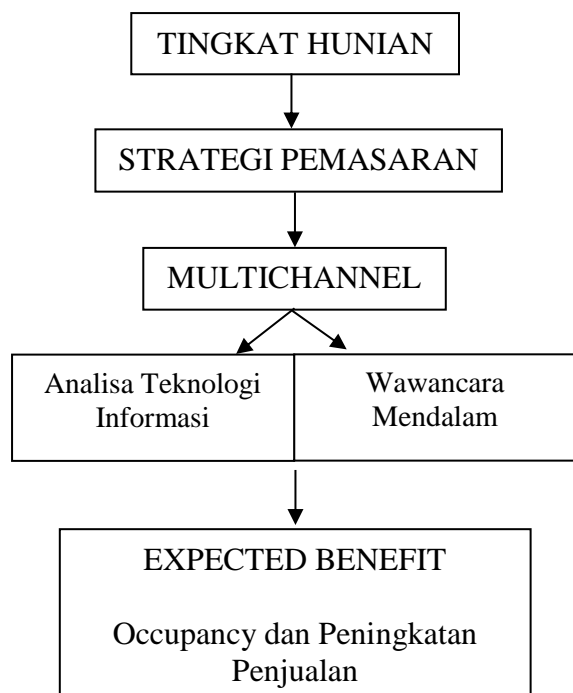 TINGKAT HUNIAN
STRATEGI PEMASARAN
MULTICHANNEL
Analisa Teknologi
Informasi
Wawancara
Mendalam
EXPECTED BENEFIT
Occupancy dan Peningkatan
Penjualan